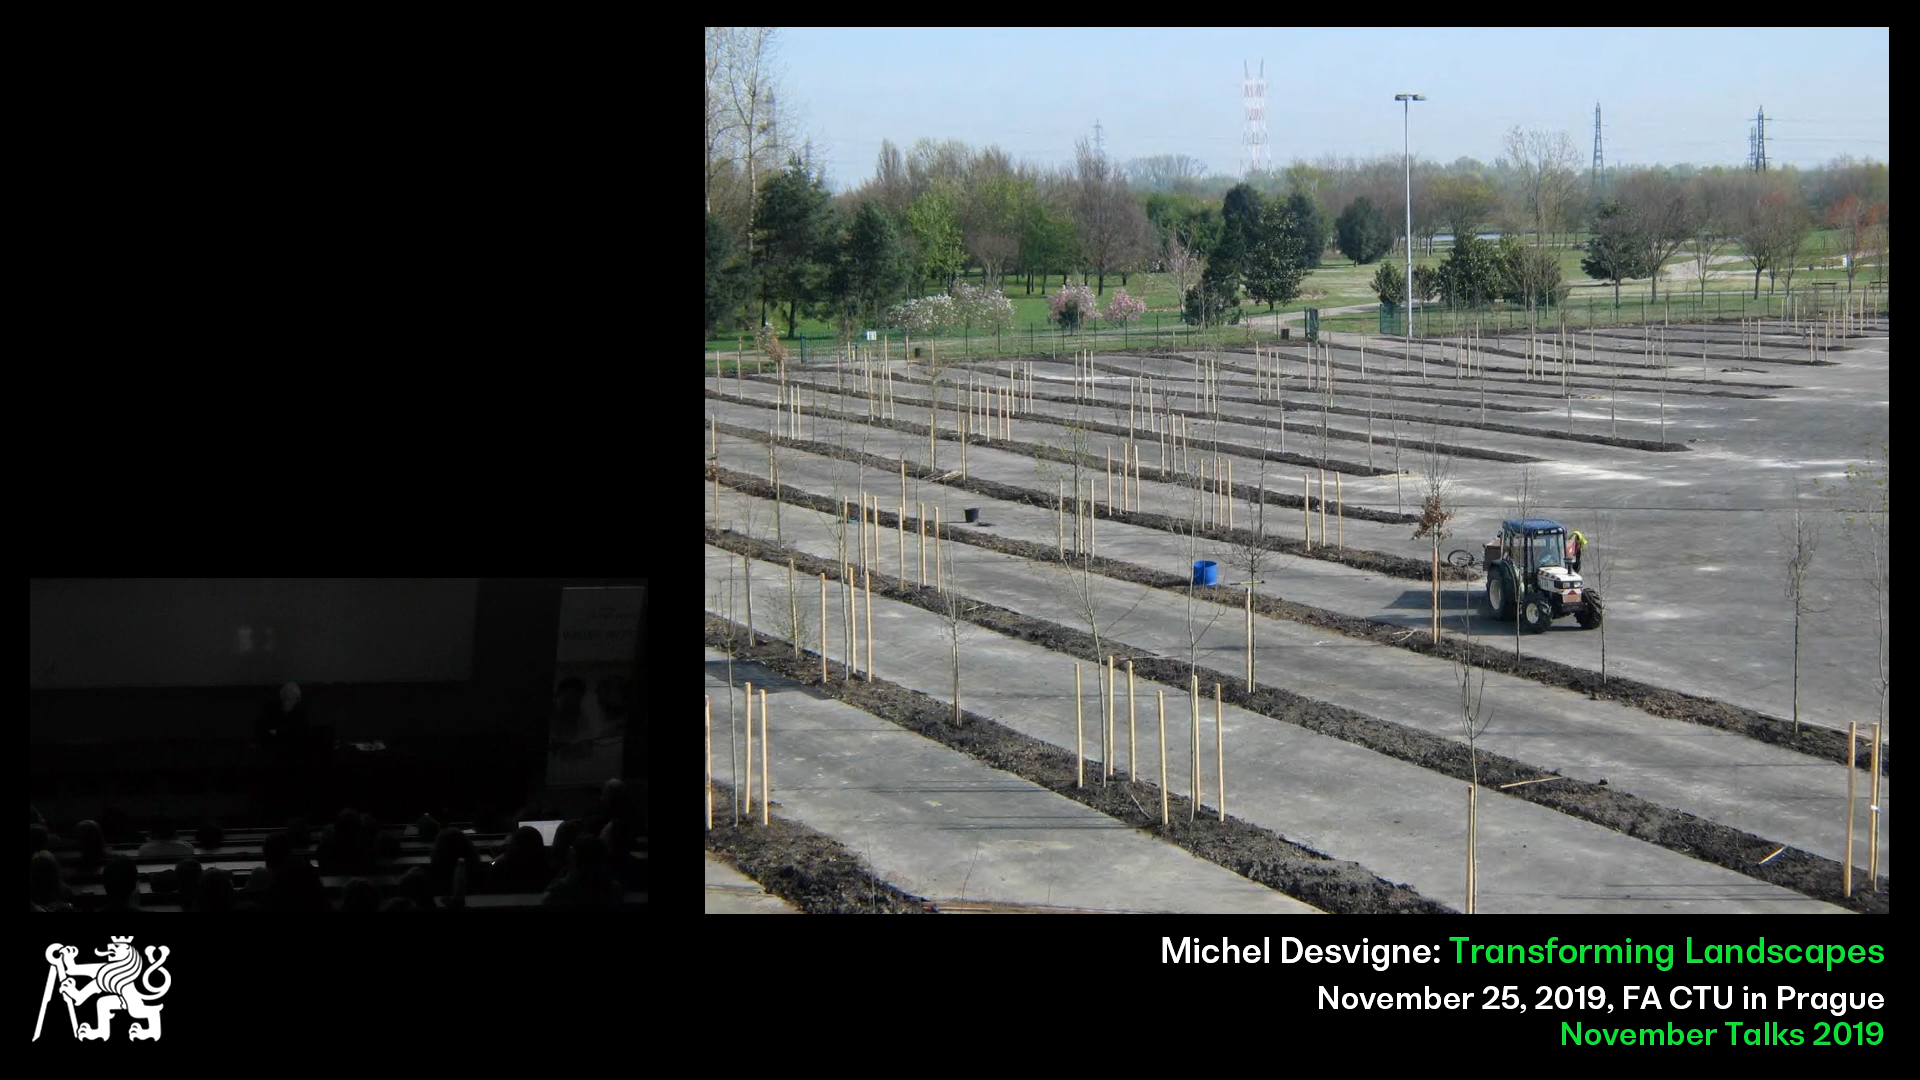 Michel Desvigne: Transforming Landscapes
November 25, 2019, FA CTU in Prague
November Talks 2019